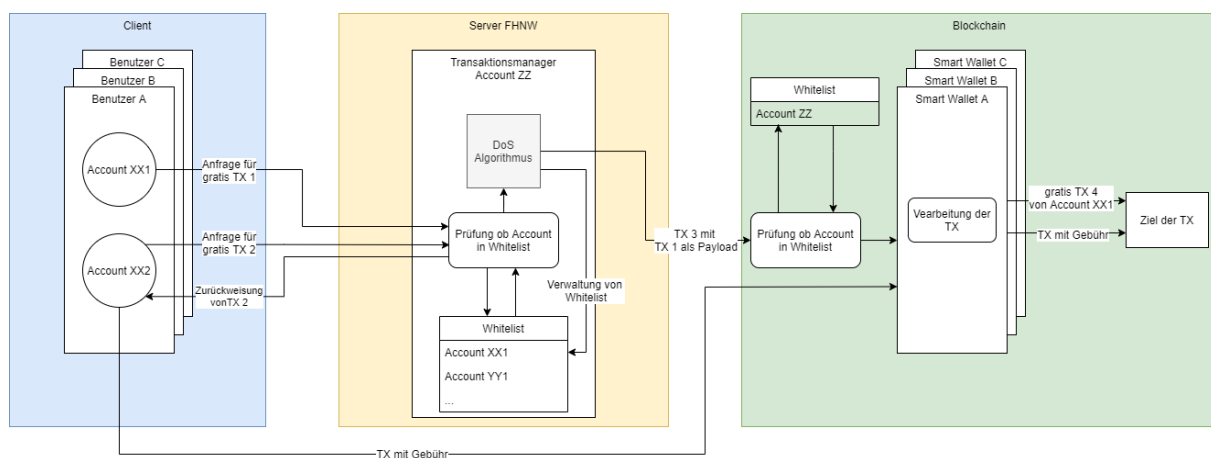 Client
Benutzer C
Benutzer B
Benutzer A
Account XX1
Account XX2
Anfrage für
gratis TX 1
Anfrage für
gratis TX 2
Zurückweisung
vonTX 2
Server FHNW
Transaktionsmanager
Account ZZ
DoS
Algorithmus
Prüfung ob Account
in Whitelist
Verwaltung von
Whitelist
Whitelist
Account XX1
Account YY1
...
TX 3 mit
TX 1 als Payload
TX mit Gebühr
Blockchain
Whitelist
Account ZZ
Prüfung ob Account
in Whitelist
Smart Wallet C
Smart Wallet B
Smart Wallet A
Vearbeitung der
TX
gratis TX 4
von Account XX1
TX mit Gebühr
Ziel der TX